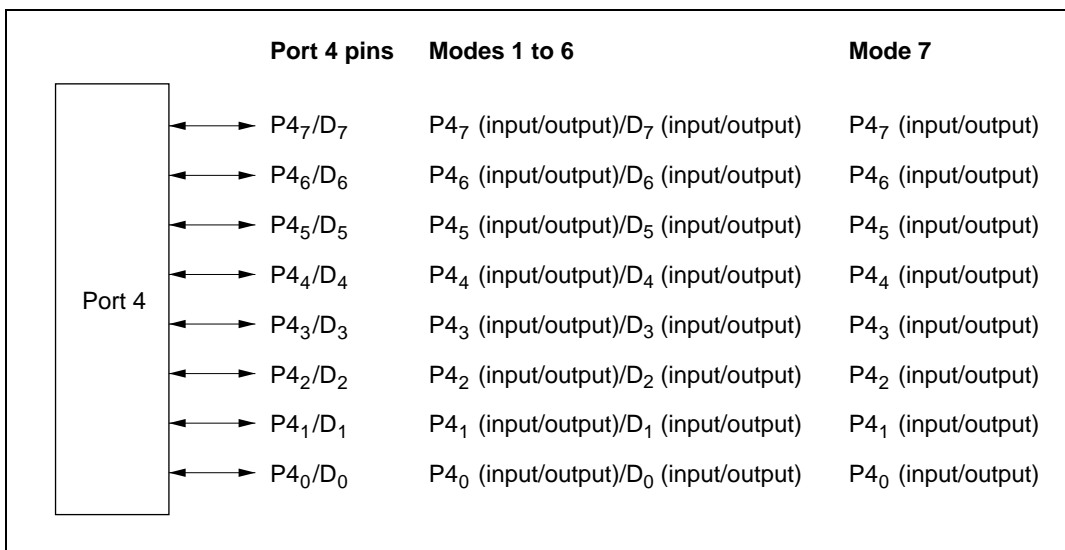 Port 4 pins Modes 1 to 6 Mode 7
P4₇/D₇ P4₇ (input/output)/D₇ (input/output) P4₇ (input/output)
P4₆/D₆ P4₆ (input/output)/D₆ (input/output) P4₆ (input/output)
P4₅/D₅ P4₅ (input/output)/D₅ (input/output) P4₅ (input/output)
P4₄/D₄ P4₄ (input/output)/D₄ (input/output) P4₄ (input/output)
Port 4
P4₃/D₃ P4₃ (input/output)/D₃ (input/output) P4₃ (input/output)
P4₂/D₂ P4₂ (input/output)/D₂ (input/output) P4₂ (input/output)
P4₁/D₁ P4₁ (input/output)/D₁ (input/output) P4₁ (input/output)
P4₀/D₀ P4₀ (input/output)/D₀ (input/output) P4₀ (input/output)